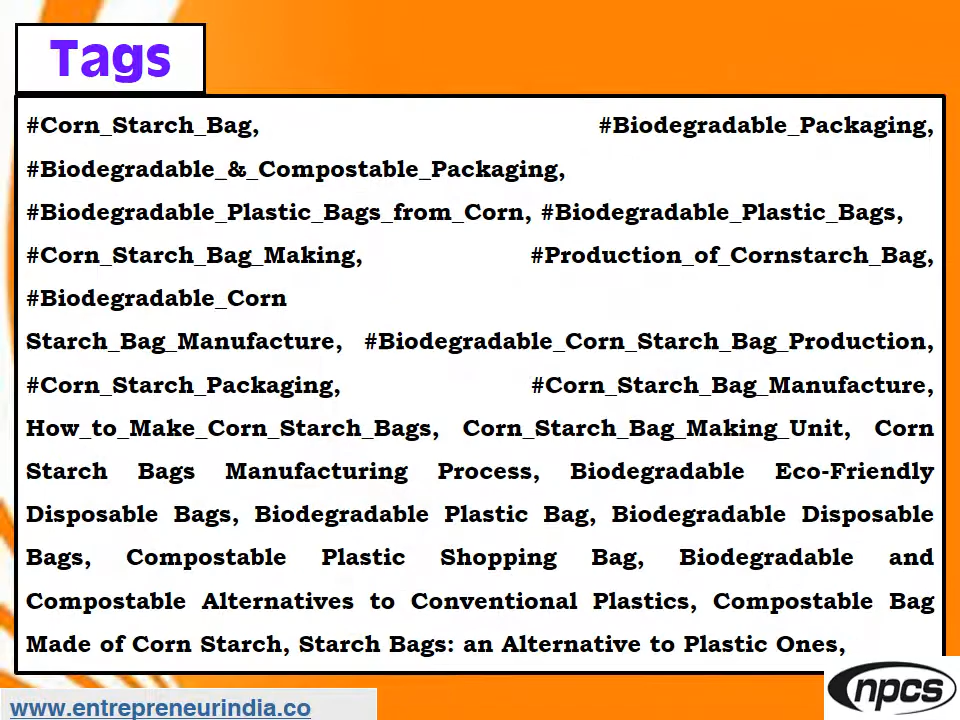 Tags
#Corn_Starch_Bag, #Biodegradable_Packaging,
#Biodegradable_&_Compostable_Packaging,
#Biodegradable_Plastic_Bags_from_Corn, #Biodegradable_Plastic_Bags,
#Corn_Starch_Bag_Making, #Production_of_Cornstarch_Bag,
#Biodegradable_Corn
Starch_Bag_Manufacture, #Biodegradable_Corn_Starch_Bag_Production,
#Corn_Starch_Packaging, #Corn_Starch_Bag_Manufacture,
How_to_Make_Corn_Starch_Bags, Corn_Starch_Bag_Making_Unit, Corn
Starch Bags Manufacturing Process, Biodegradable Eco-Friendly
Disposable Bags, Biodegradable Plastic Bag, Biodegradable Disposable
Bags, Compostable Plastic Shopping Bag, Biodegradable and
Compostable Alternatives to Conventional Plastics, Compostable Bag
Made of Corn Starch, Starch Bags: an Alternative to Plastic Ones,
www.entrepreneurindia.co
npcs